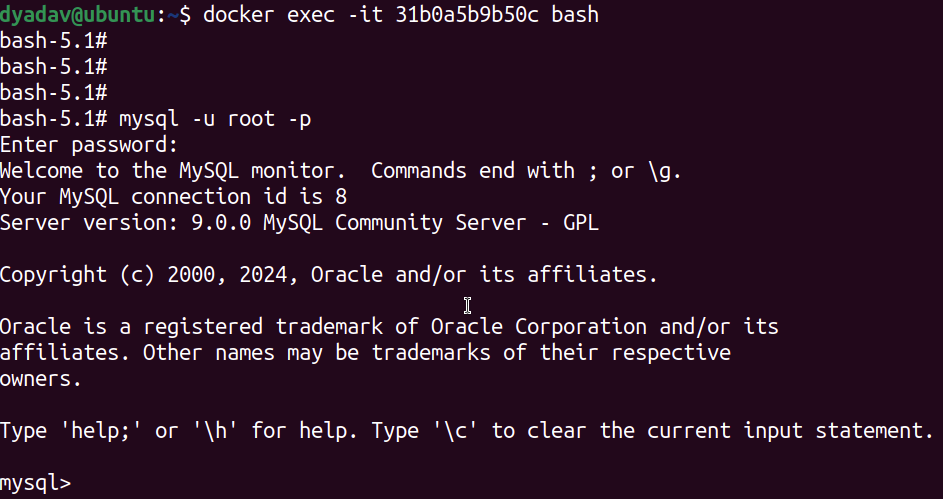 dyadav@ubuntu:~$ docker exec -it 31b0a5b9b50c bash
bash-5.1#
bash-5.1#
bash-5.1#
bash-5.1# mysql -u root -p
Enter password:
Welcome to the MySQL monitor.  Commands end with ; or \g.
Your MySQL connection id is 8
Server version: 9.0.0 MySQL Community Server - GPL

Copyright (c) 2000, 2024, Oracle and/or its affiliates.

Oracle is a registered trademark of Oracle Corporation and/or its
affiliates. Other names may be trademarks of their respective
owners.

Type 'help;' or '\h' for help. Type '\c' to clear the current input statement.

mysql>